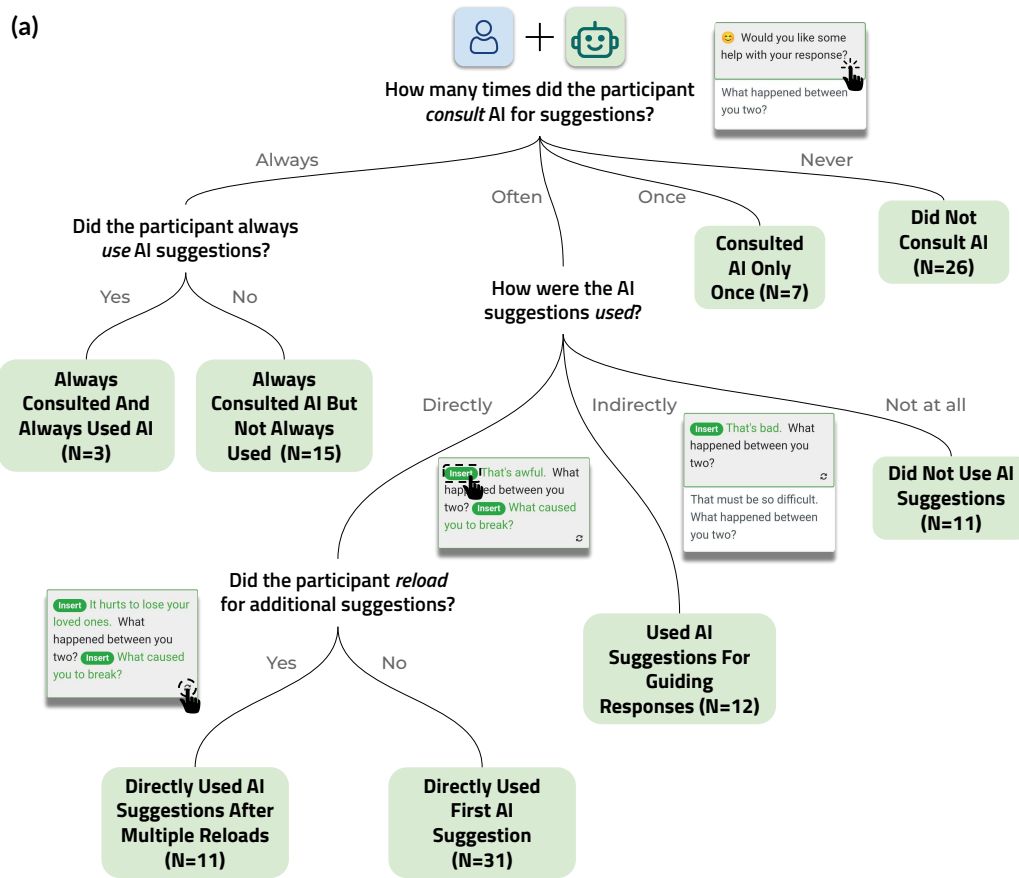 (a)
😊 Would you like some
help with your response?
What happened between
you two?
How many times did the participant
consult AI for suggestions?
Always
Often
Once
Never
Did the participant always
use AI suggestions?
Did Not
Consult AI
(N=26)
Consulted
AI Only
Once (N=7)
Yes
No
How were the AI
suggestions used?
Always
Consulted And
Always Used AI
(N=3)
Always
Consulted AI But
Not Always
Used (N=15)
Directly
Indirectly
Not at all
Insert That's bad. What
happened between you
two?
That must be so difficult.
What happened between
you two?
Insert That's awful. What
happened between you
two? Insert What caused
you to break?
Did Not Use AI
Suggestions
(N=11)
Did the participant reload
for additional suggestions?
Insert It hurts to lose your
loved ones. What
happened between you
two? Insert What caused
you to break?
Yes
No
Used AI
Suggestions For
Guiding
Responses (N=12)
Directly Used AI
Suggestions After
Multiple Reloads
(N=11)
Directly Used
First AI
Suggestion
(N=31)